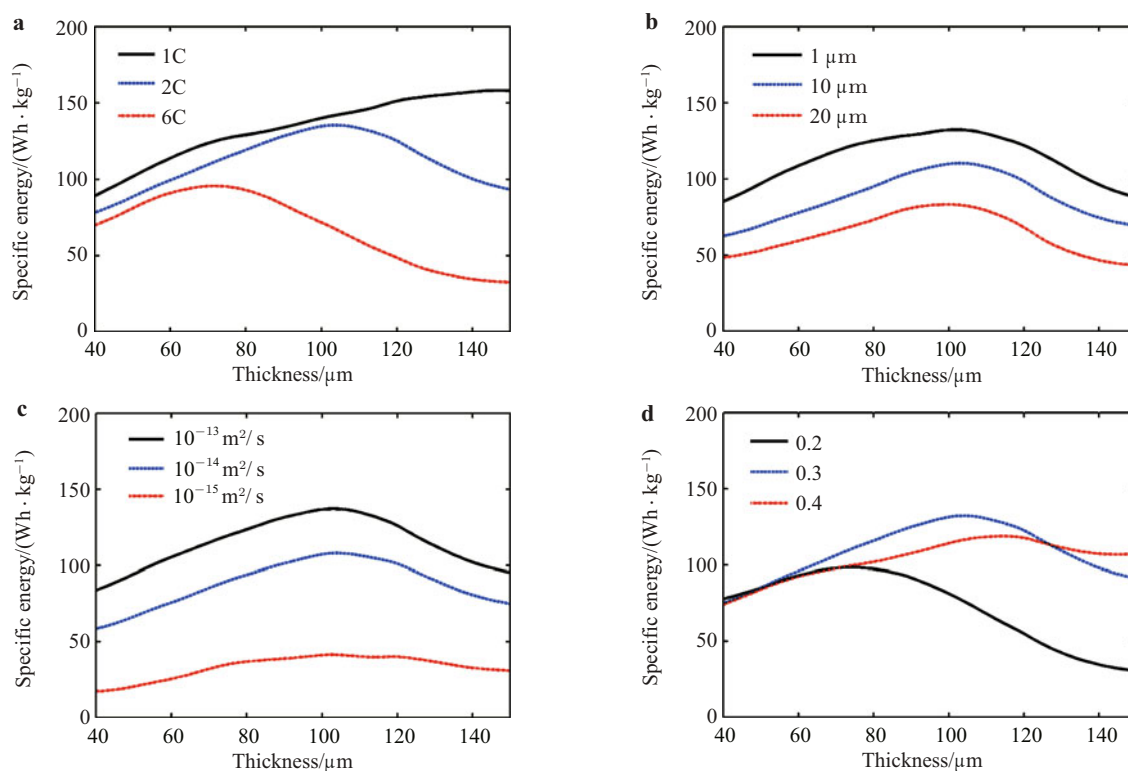 a
200
150
100
50
0
1C
2C
6C
40 60 80 100 120 140
Thickness/µm
Specific energy/(Wh · kg⁻¹)
b
200
150
100
50
0
1 µm
10 µm
20 µm
40 60 80 100 120 140
Thickness/µm
Specific energy/(Wh · kg⁻¹)
c
200
150
100
50
0
10⁻¹³ m²/ s
10⁻¹⁴ m²/ s
10⁻¹⁵ m²/ s
40 60 80 100 120 140
Thickness/µm
Specific energy/(Wh · kg⁻¹)
d
200
150
100
50
0
0.2
0.3
0.4
40 60 80 100 120 140
Thickness/µm
Specific energy/(Wh · kg⁻¹)